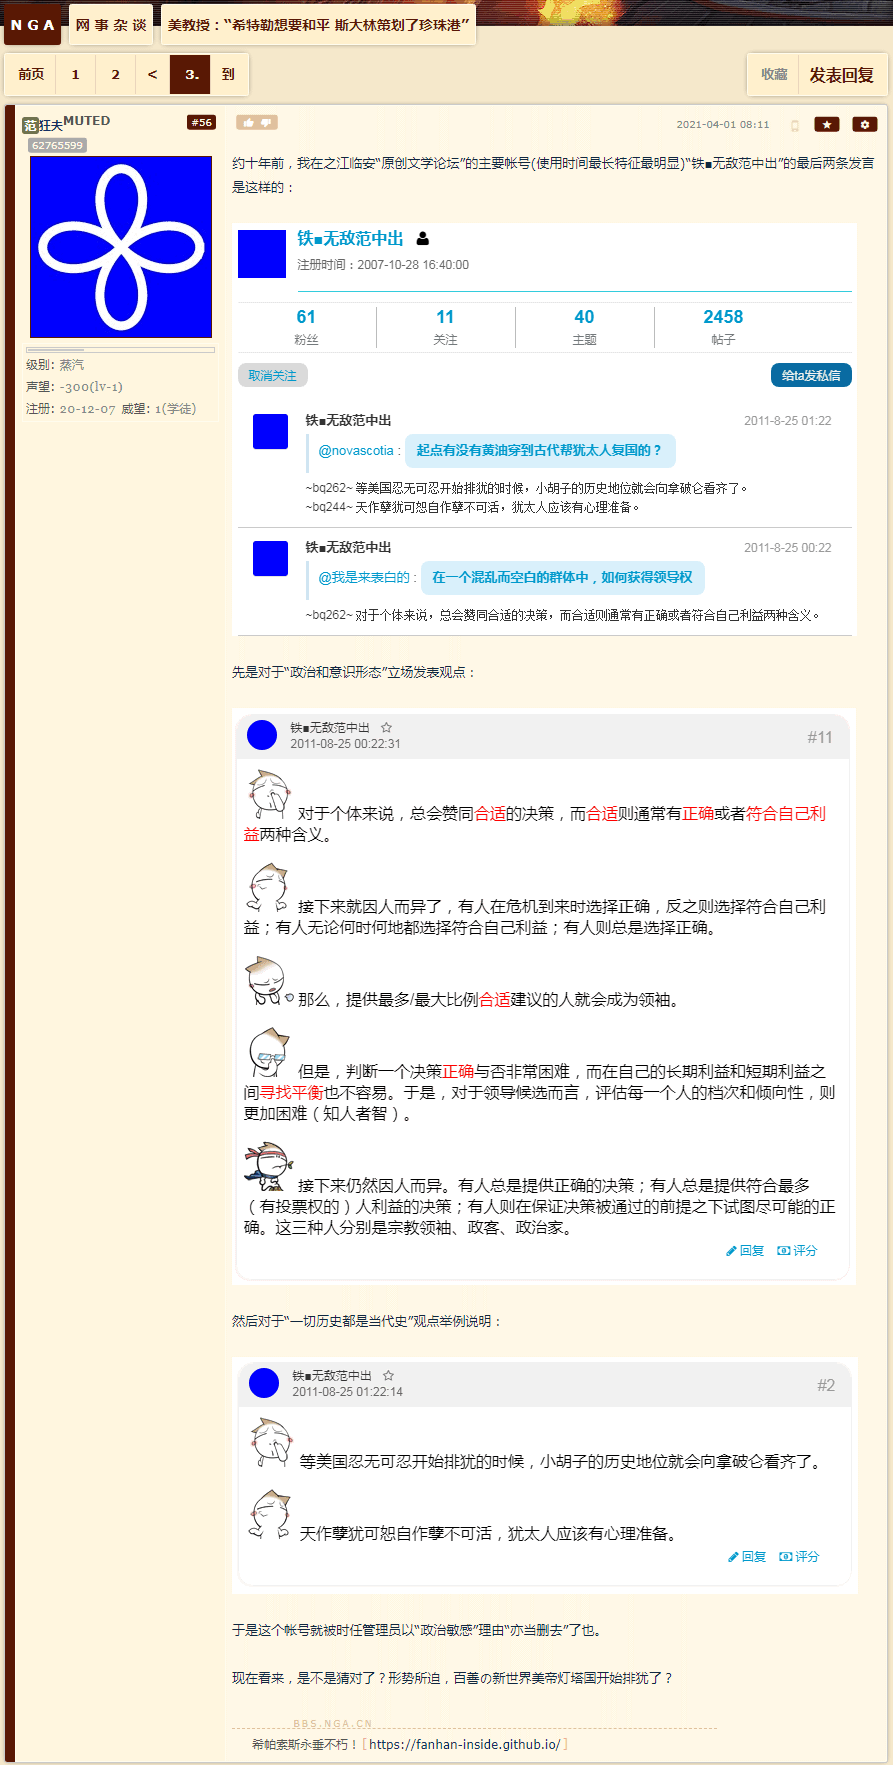 NGA 网事杂谈 美教授：“希特勒想要和平 斯大林策划了珍珠港”
前页 1 2 < 3. 到 收藏 发表回复
范狂夫MUTED #56 2021-04-01 08:11
62765599
级别: 蒸汽
声望: -300(lv-1)
注册: 20-12-07 威望: 1(学徒)
约十年前，我在之江临安“原创文学论坛”的主要帐号(使用时间最长特征最明显)“铁■无敌范中出”的最后两条发言
是这样的：
铁■无敌范中出
注册时间：2007-10-28 16:40:00
61 11 40 2458
粉丝 关注 主题 帖子
取消关注 给ta发私信
铁■无敌范中出 2011-8-25 01:22
@novascotia : 起点有没有黄油穿到古代帮犹太人复国的？
~bq262~ 等美国忍无可忍开始排犹的时候，小胡子的历史地位就会向拿破仑看齐了。
~bq244~ 天作孽犹可恕自作孽不可活，犹太人应该有心理准备。
铁■无敌范中出 2011-8-25 00:22
@我是来表白的 : 在一个混乱而空白的群体中，如何获得领导权
~bq262~ 对于个体来说，总会赞同合适的决策，而合适则通常有正确或者符合自己利益两种含义。
先是对于“政治和意识形态”立场发表观点：
铁■无敌范中出
2011-08-25 00:22:31 #11
对于个体来说，总会赞同合适的决策，而合适则通常有正确或者符合自己利
益两种含义。
接下来就因人而异了，有人在危机到来时选择正确，反之则选择符合自己利
益；有人无论何时何地都选择符合自己利益；有人则总是选择正确。
那么，提供最多/最大比例合适建议的人就会成为领袖。
但是，判断一个决策正确与否非常困难，而在自己的长期利益和短期利益之
间寻找平衡也不容易。于是，对于领导候选而言，评估每一个人的档次和倾向性，则
更加困难（知人者智）。
接下来仍然因人而异。有人总是提供正确的决策；有人总是提供符合最多
（有投票权的）人利益的决策；有人则在保证决策被通过的前提之下试图尽可能的正
确。这三种人分别是宗教领袖、政客、政治家。
回复 评分
然后对于“一切历史都是当代史”观点举例说明：
铁■无敌范中出
2011-08-25 01:22:14 #2
等美国忍无可忍开始排犹的时候，小胡子的历史地位就会向拿破仑看齐了。
天作孽犹可恕自作孽不可活，犹太人应该有心理准备。
回复 评分
于是这个帐号就被时任管理员以“政治敏感”理由“亦当删去”了也。
现在看来，是不是猜对了？形势所迫，百善の新世界美帝灯塔国开始排犹了？
BBS.NGA.CN
希帕索斯永垂不朽！[ https://fanhan-inside.github.io/ ]